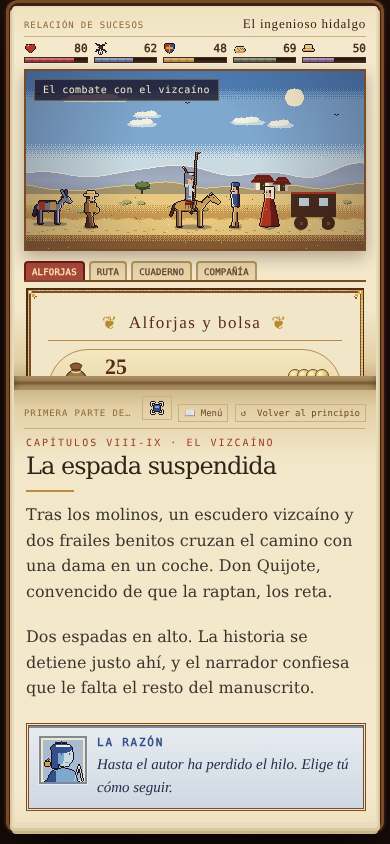 RELACIÓN DE SUCESOS
El ingenioso hidalgo
80 62 48 69 50
El combate con el vizcaíno
ALFORJAS RUTA CUADERNO COMPAÑÍA
Alforjas y bolsa
25
PRIMERA PARTE DE… Menú ↺ Volver al principio
CAPÍTULOS VIII-IX · EL VIZCAÍNO
La espada suspendida
Tras los molinos, un escudero vizcaíno y
dos frailes benitos cruzan el camino con
una dama en un coche. Don Quijote,
convencido de que la raptan, los reta.
Dos espadas en alto. La historia se
detiene justo ahí, y el narrador confiesa
que le falta el resto del manuscrito.
LA RAZÓN
Hasta el autor ha perdido el hilo. Elige tú
cómo seguir.